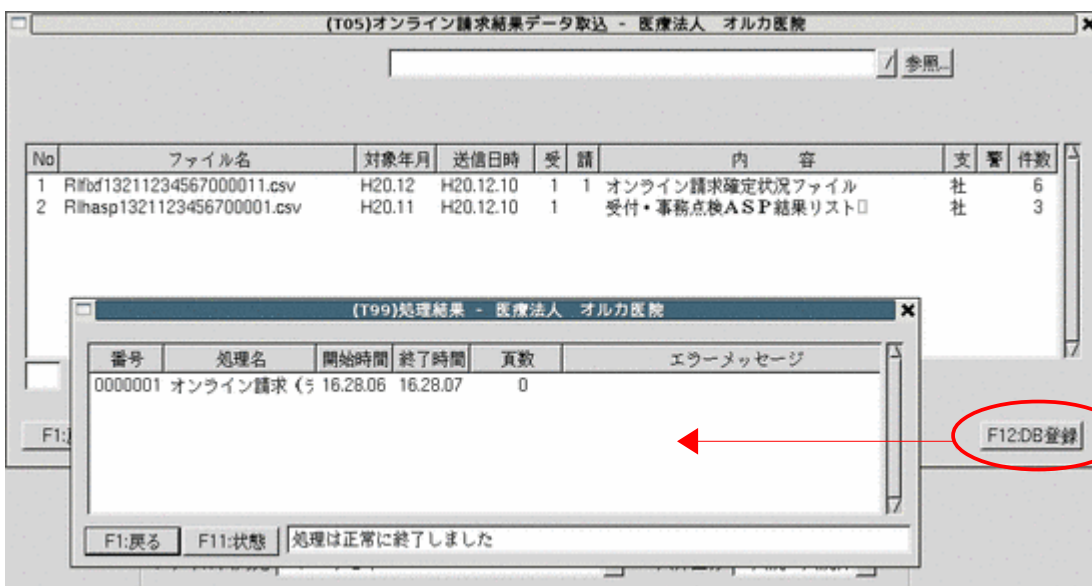 (T05)オンライン請求結果データ取込 - 医療法人 オルカ医院
/ 参照...
No ファイル名 対象年月 送信日時 受 請 内 容 支 警 件数
1 RIfbf13211234567000011.csv H20.12 H20.12.10 1 1 オンライン請求確定状況ファイル 社 6
2 RIhasp1321123456700001.csv H20.11 H20.12.10 1 受付・事務点検ASP結果リスト 社 3
(T99)処理結果 - 医療法人 オルカ医院
番号 処理名 開始時間 終了時間 頁数 エラーメッセージ
0000001 オンライン請求(デ 16.28.06 16.28.07 0
F1: F12:DB登録
F1:戻る F11:状態 処理は正常に終了しました